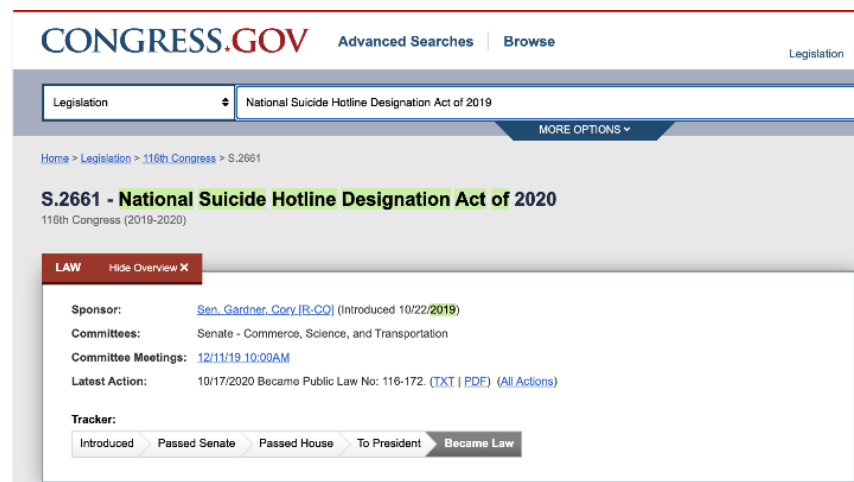 CONGRESS.GOV Advanced Searches Browse
Legislation
Legislation National Suicide Hotline Designation Act of 2019
MORE OPTIONS
Home > Legislation > 116th Congress > S.2661
S.2661 - National Suicide Hotline Designation Act of 2020
116th Congress (2019-2020)
LAW Hide Overview X
Sponsor: Sen. Gardner, Cory [R-CO] (Introduced 10/22/2019)
Committees: Senate - Commerce, Science, and Transportation
Committee Meetings: 12/11/19 10:00AM
Latest Action: 10/17/2020 Became Public Law No: 116-172. (TXT | PDF) (All Actions)
Tracker:
Introduced Passed Senate Passed House To President Became Law